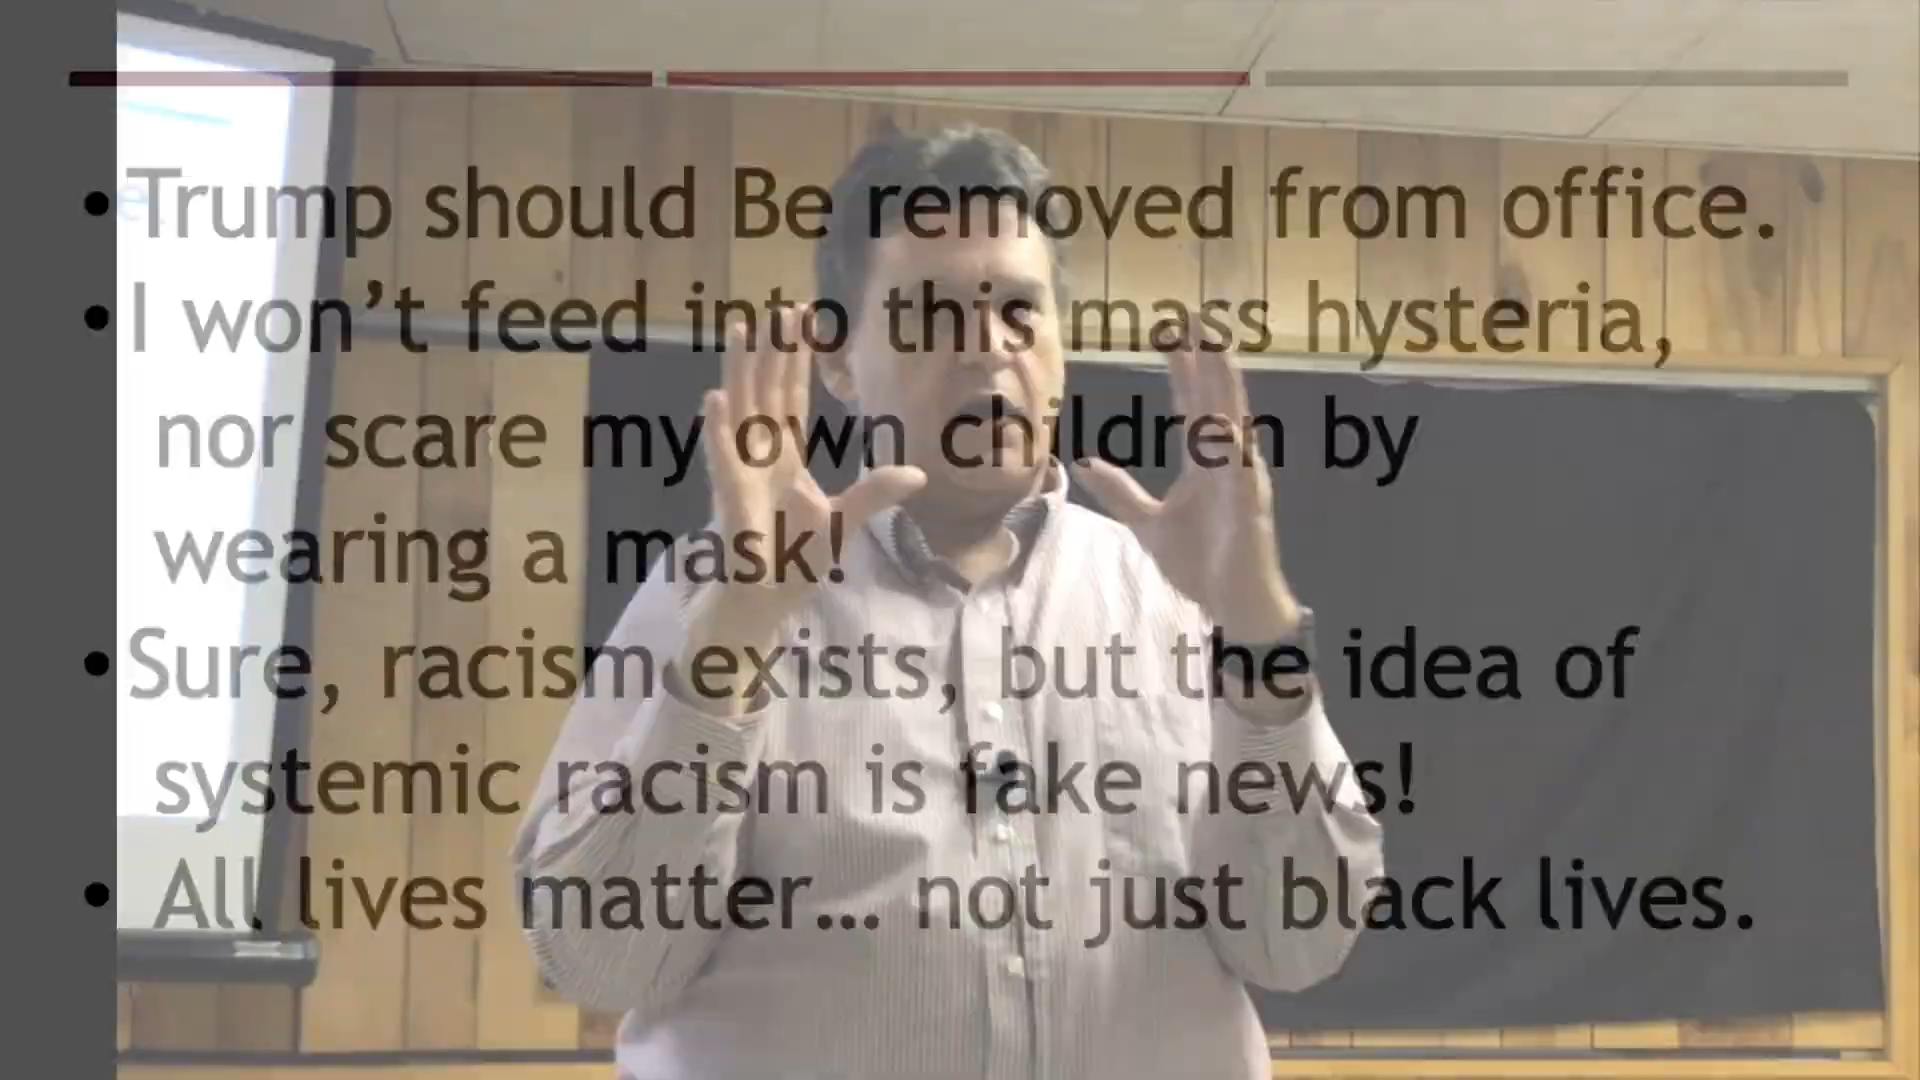 • Trump should Be removed from office.
• I won't feed into this mass hysteria,
nor scare my own children by
wearing a mask!
• Sure, racism exists, but the idea of
systemic racism is fake news!
• All lives matter... not just black lives.